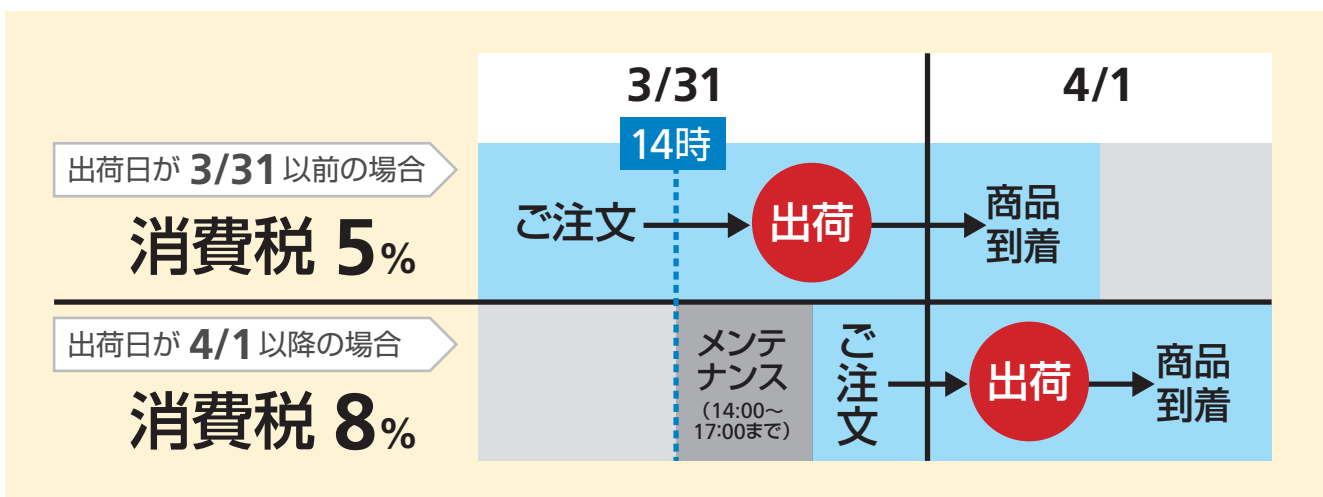 3/31
4/1
14時
出荷日が 3/31 以前の場合
消費税 5%
ご注文
出荷
商品
到着
出荷日が 4/1 以降の場合
消費税 8%
メンテ
ナンス
(14:00〜
17:00まで)
ご注文
出荷
商品
到着